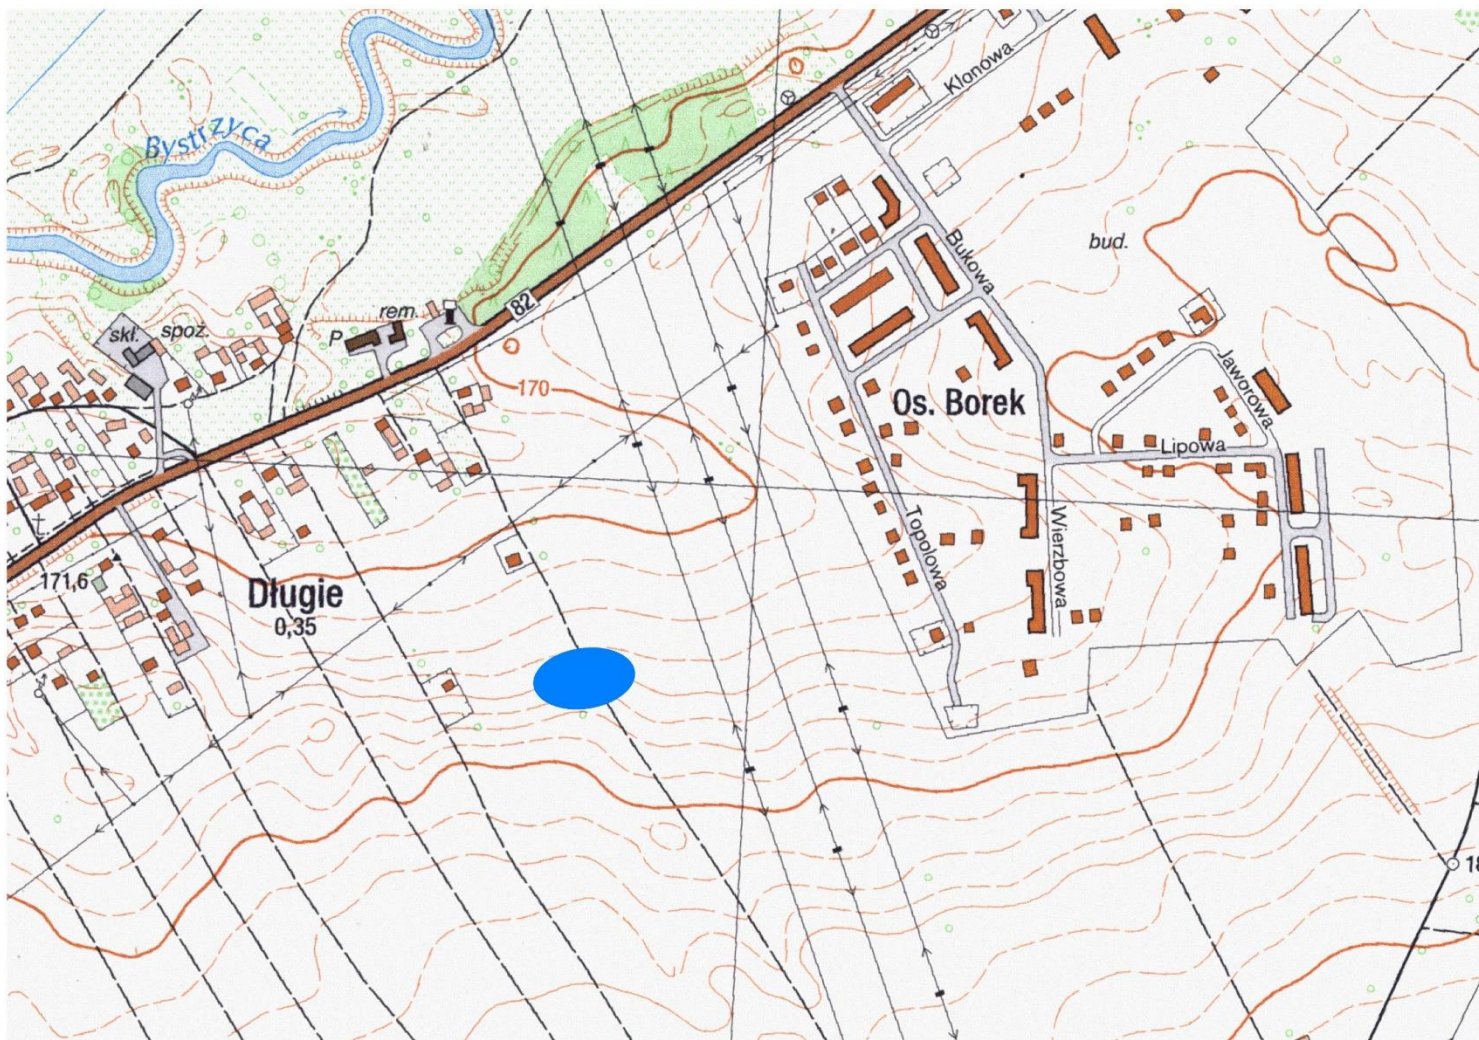 Klonowa
Bystrzyca
bud.
Bukowa
82
rem.
skł.
spoz.
P
170
Jaworowa
Os. Borek
Lipowa
Topolowa
Wierzbowa
171,6
Długie
0,35